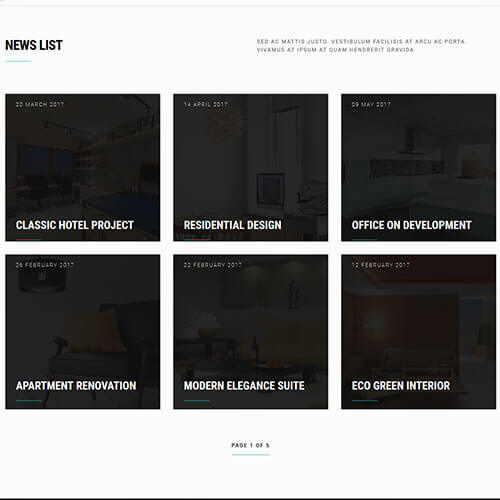 NEWS LIST
SED AC MATTIS JUSTO. VESTIBULUM FACILISIS AT ARCU AC PORTA.
VIVAMUS AT IPSUM AT QUAM HENDRERIT GRAVIDA.
20 MARCH 2017
14 APRIL 2017
09 MAY 2017
CLASSIC HOTEL PROJECT
RESIDENTIAL DESIGN
OFFICE ON DEVELOPMENT
26 FEBRUARY 2017
22 FEBRUARY 2017
12 FEBRUARY 2017
APARTMENT RENOVATION
MODERN ELEGANCE SUITE
ECO GREEN INTERIOR
PAGE 1 OF 5